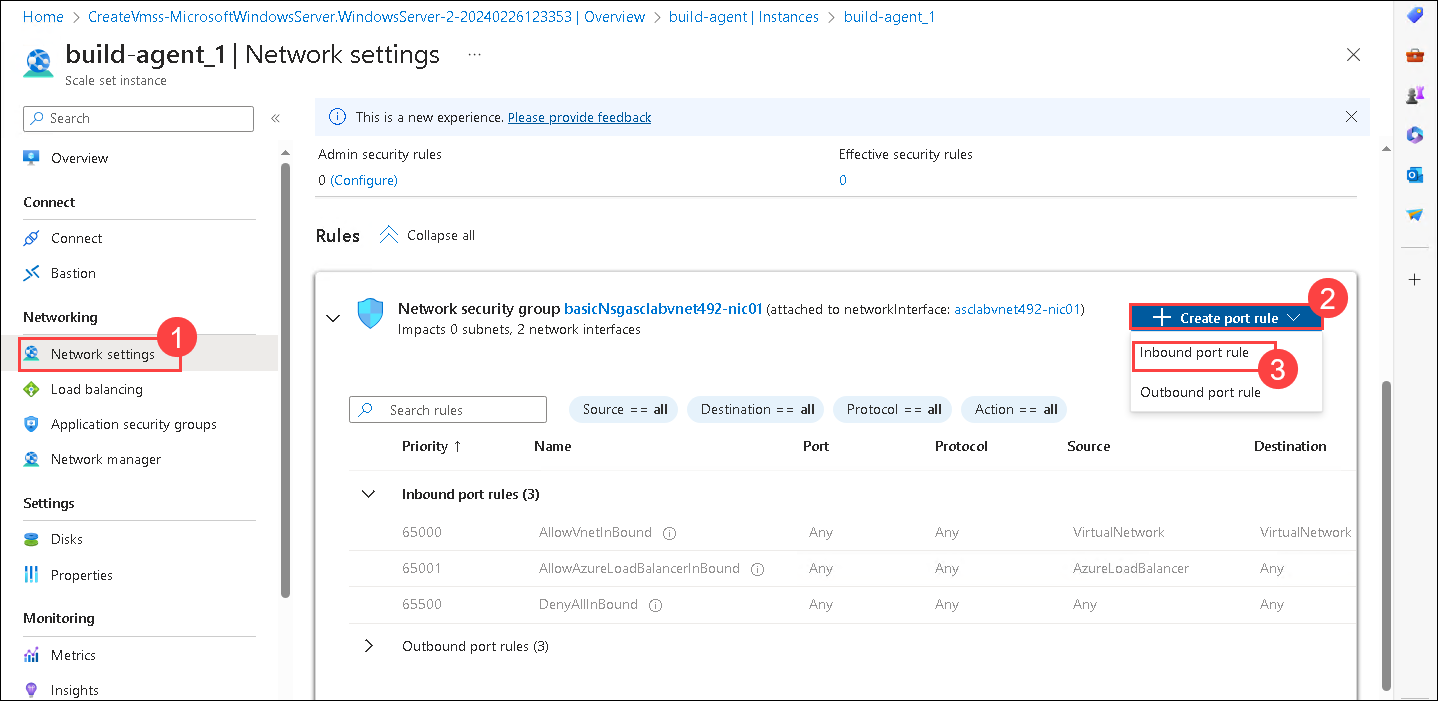 Home > CreateVmss-MicrosoftWindowsServer.WindowsServer-2-20240226123353 | Overview > build-agent | Instances > build-agent_1
build-agent_1 | Network settings ...
Scale set instance
Search
Overview
Connect
Connect
Bastion
Networking
1
Network settings
Load balancing
Application security groups
Network manager
Settings
Disks
Properties
Monitoring
Metrics
Insights
This is a new experience. Please provide feedback
Admin security rules Effective security rules
0 (Configure) 0
Rules Collapse all
Network security group basicNsgasclabvnet492-nic01 (attached to networkInterface: asclabvnet492-nic01)
Impacts 0 subnets, 2 network interfaces
2
Create port rule
Inbound port rule
3
Outbound port rule
Search rules Source == all Destination == all Protocol == all Action == all
Priority ↑ Name Port Protocol Source Destination
Inbound port rules (3)
65000 AllowVnetInBound Any Any VirtualNetwork VirtualNetwork
65001 AllowAzureLoadBalancerInBound Any Any AzureLoadBalancer Any
65500 DenyAllInBound Any Any Any Any
Outbound port rules (3)